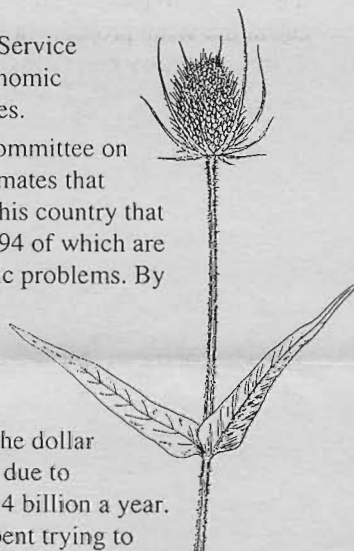 Service
nomic
es.
ommittee on
mates that
his country that
94 of which are
ic problems. By
he dollar
due to
4 billion a year.
pent trying to